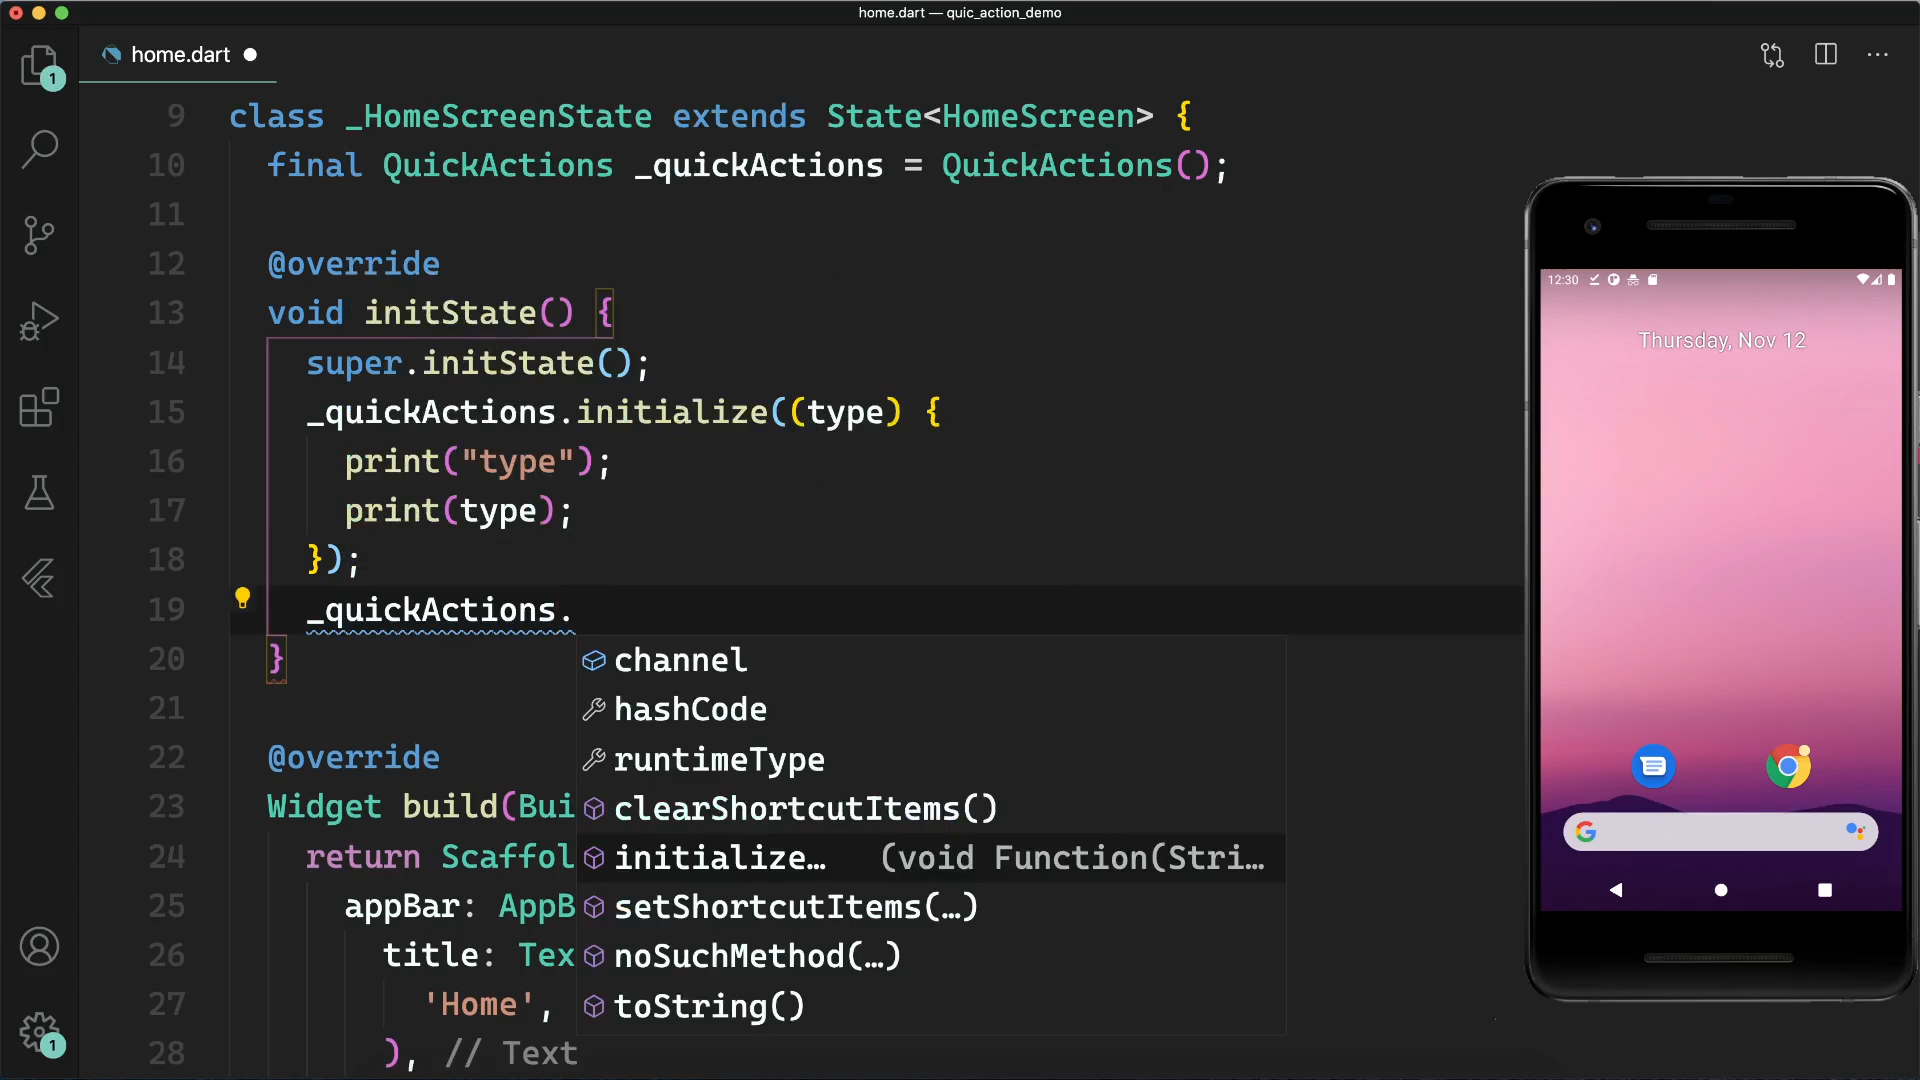 home.dart — quic_action_demo
1
home.dart
9 class _HomeScreenState extends State<HomeScreen> {
10 final QuickActions _quickActions = QuickActions();
11
12 @override
13 void initState() {
14 super.initState();
15 _quickActions.initialize((type) {
16 print("type");
17 print(type);
18 });
19 _quickActions.
20 }
channel
21
hashCode
22 @override
runtimeType
23 Widget build(Bui
clearShortcutItems()
24 return Scaffol
initialize… (void Function(Stri…
25 appBar: AppB
setShortcutItems(…)
26 title: Tex
noSuchMethod(…)
27 'Home',
toString()
28 ), // Text
1
12:30
Thursday, Nov 12